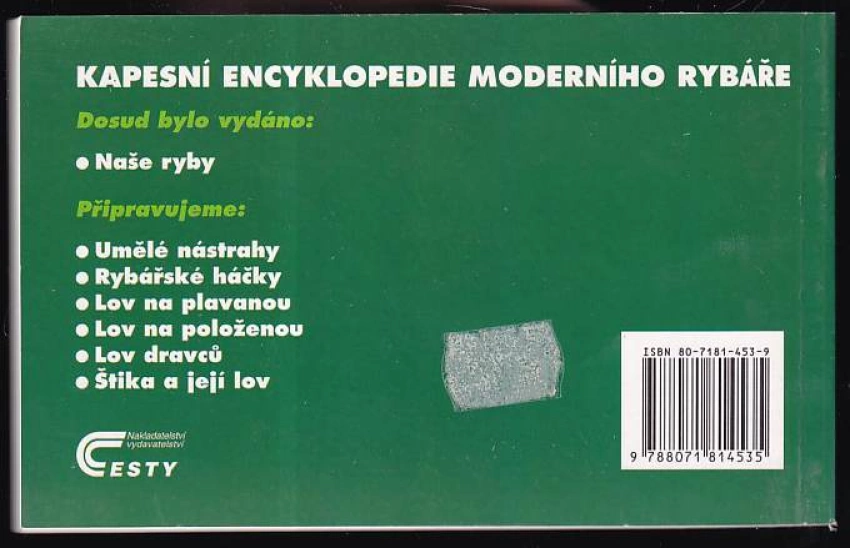 KAPESNÍ ENCYKLOPEDIE MODERNÍHO RYBÁŘE
Dosud bylo vydáno:
● Naše ryby
Připravujeme:
● Umělé nástrahy
● Rybářské háčky
● Lov na plavanou
● Lov na položenou
● Lov dravců
● Štika a její lov
Nakladatelství
vydavatelství
CESTY
ISBN 80-7181-453-9
9 788071 814535